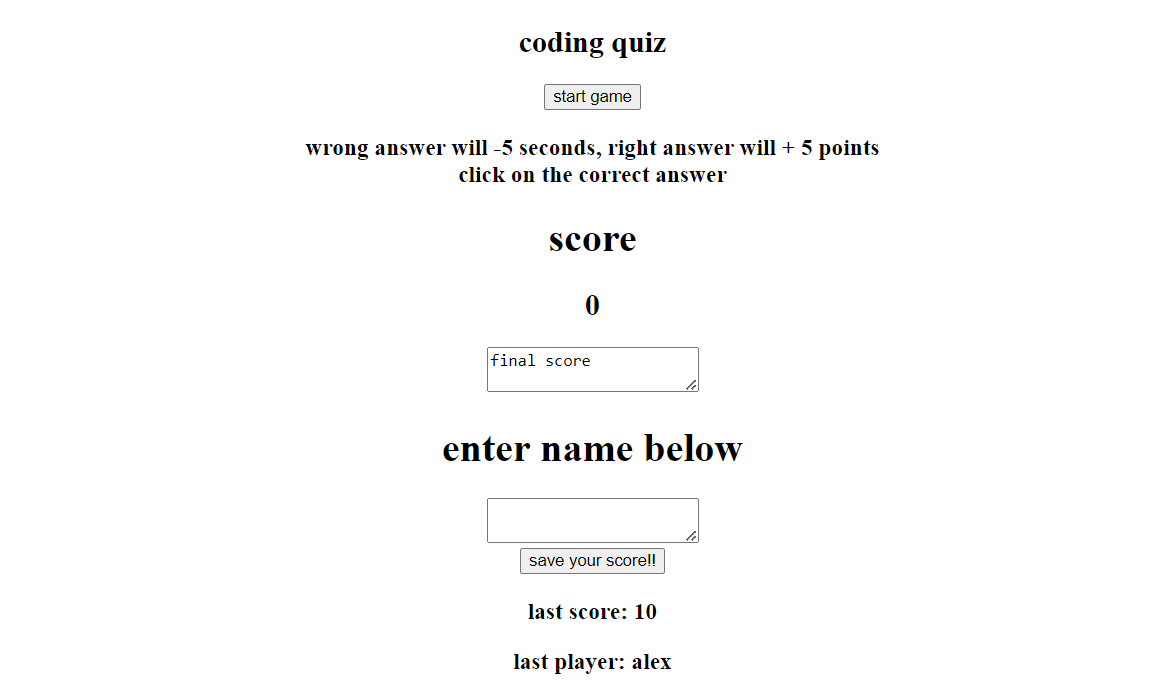 coding quiz
start game
wrong answer will -5 seconds, right answer will + 5 points
click on the correct answer
score
0
final score
enter name below
save your score!!
last score: 10
last player: alex